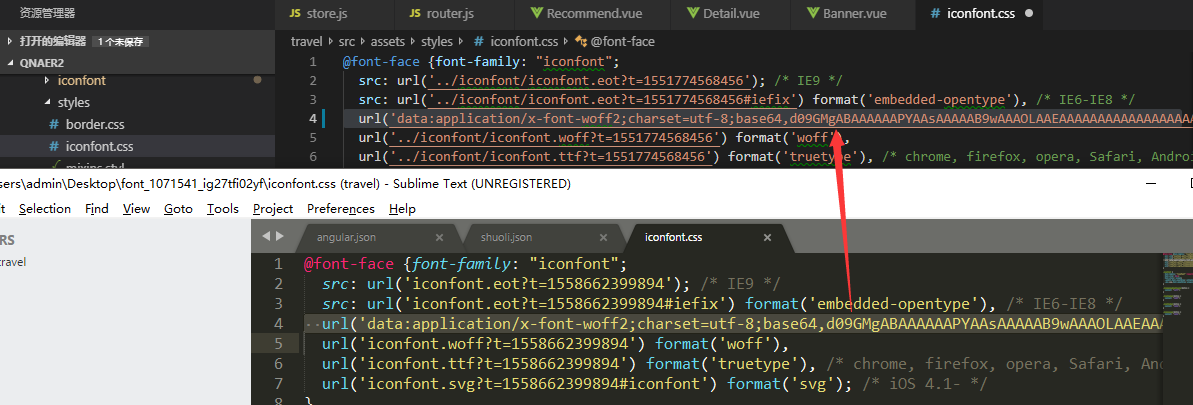 资源管理器
store.js
router.js
Recommend.vue
Detail.vue
Banner.vue
# iconfont.css
打开的编辑器 1 个未保存
QNAER2
iconfont
styles
# border.css
# iconfont.css
mixins.styl
travel > src > assets > styles > # iconfont.css > @font-face
1 @font-face {font-family: "iconfont";
2 src: url('../iconfont/iconfont.eot?t=1551774568456'); /* IE9 */
3 src: url('../iconfont/iconfont.eot?t=1551774568456#iefix') format('embedded-opentype'), /* IE6-IE8 */
4 url('data:application/x-font-woff2;charset=utf-8;base64,d09GMgABAAAAAAPYAAsAAAAAB9wAAAOLAAEAAAAAAAAAAAAAAAAAAAAAAA
5 url('../iconfont/iconfont.woff?t=1551774568456') format('woff'),
6 url('../iconfont/iconfont.ttf?t=1551774568456') format('truetype'), /* chrome, firefox, opera, Safari, Androi
sers\admin\Desktop\font_1071541_ig27tfi02yf\iconfont.css (travel) - Sublime Text (UNREGISTERED)
it Selection Find View Goto Tools Project Preferences Help
RS
travel
angular.json ×
shuoli.json ×
iconfont.css ×
1 @font-face {font-family: "iconfont";
2 src: url('iconfont.eot?t=1558662399894'); /* IE9 */
3 src: url('iconfont.eot?t=1558662399894#iefix') format('embedded-opentype'), /* IE6-IE8 */
4 url('data:application/x-font-woff2;charset=utf-8;base64,d09GMgABAAAAAAPYAAsAAAAAB9wAAAOLAAEAAA
5 url('iconfont.woff?t=1558662399894') format('woff'),
6 url('iconfont.ttf?t=1558662399894') format('truetype'), /* chrome, firefox, opera, Safari, And
7 url('iconfont.svg?t=1558662399894#iconfont') format('svg'); /* iOS 4.1- */
8 }